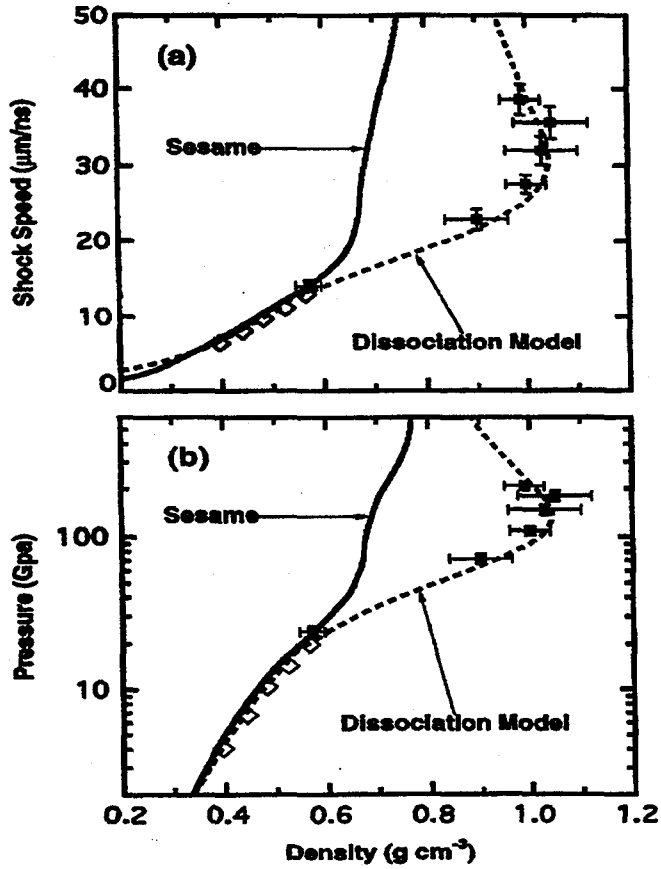 50
(a)
40
Sesame
30
20
10
0
Shock Speed (μm/ns)
Dissociation Model
(b)
Sesame
100
10
Pressure (Gpa)
Dissociation Model
0.2 0.4 0.6 0.8 1.0 1.2
Density (g cm⁻³)